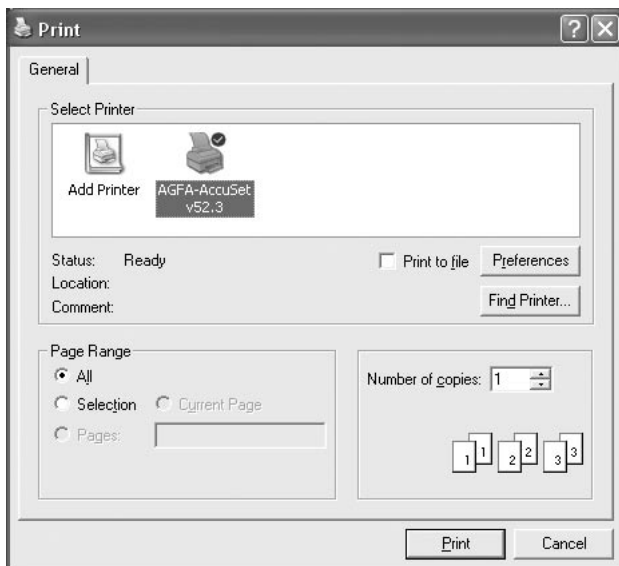 Print
General
Select Printer
Add Printer
AGFA-AccuSet
v52.3
Status: Ready
Print to file
Preferences
Location:
Find Printer...
Comment:
Page Range
All
Selection
Current Page
Pages:
Number of copies: 1
1 1 2 2 3 3
Print
Cancel